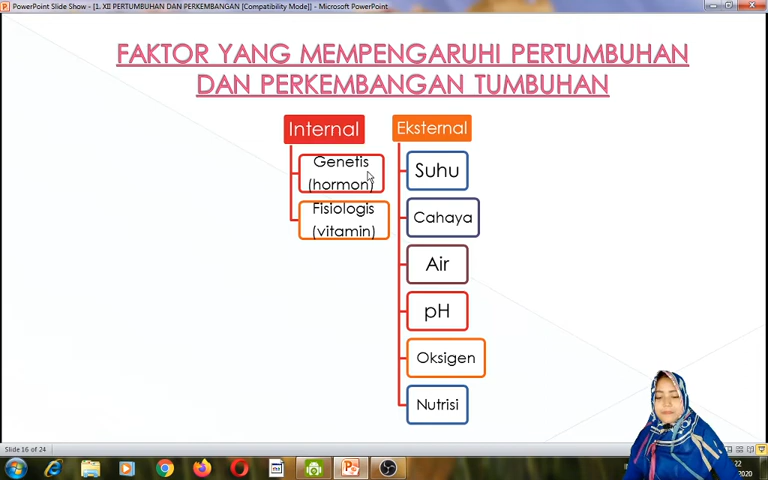 PowerPoint Slide Show - [1. XII PERTUMBUHAN DAN PERKEMBANGAN [Compatibility Mode]] - Microsoft PowerPoint
FAKTOR YANG MEMPENGARUHI PERTUMBUHAN
DAN PERKEMBANGAN TUMBUHAN
Internal
Genetis
(hormon)
Fisiologis
(vitamin)
Eksternal
Suhu
Cahaya
Air
pH
Oksigen
Nutrisi
Slide 16 of 24